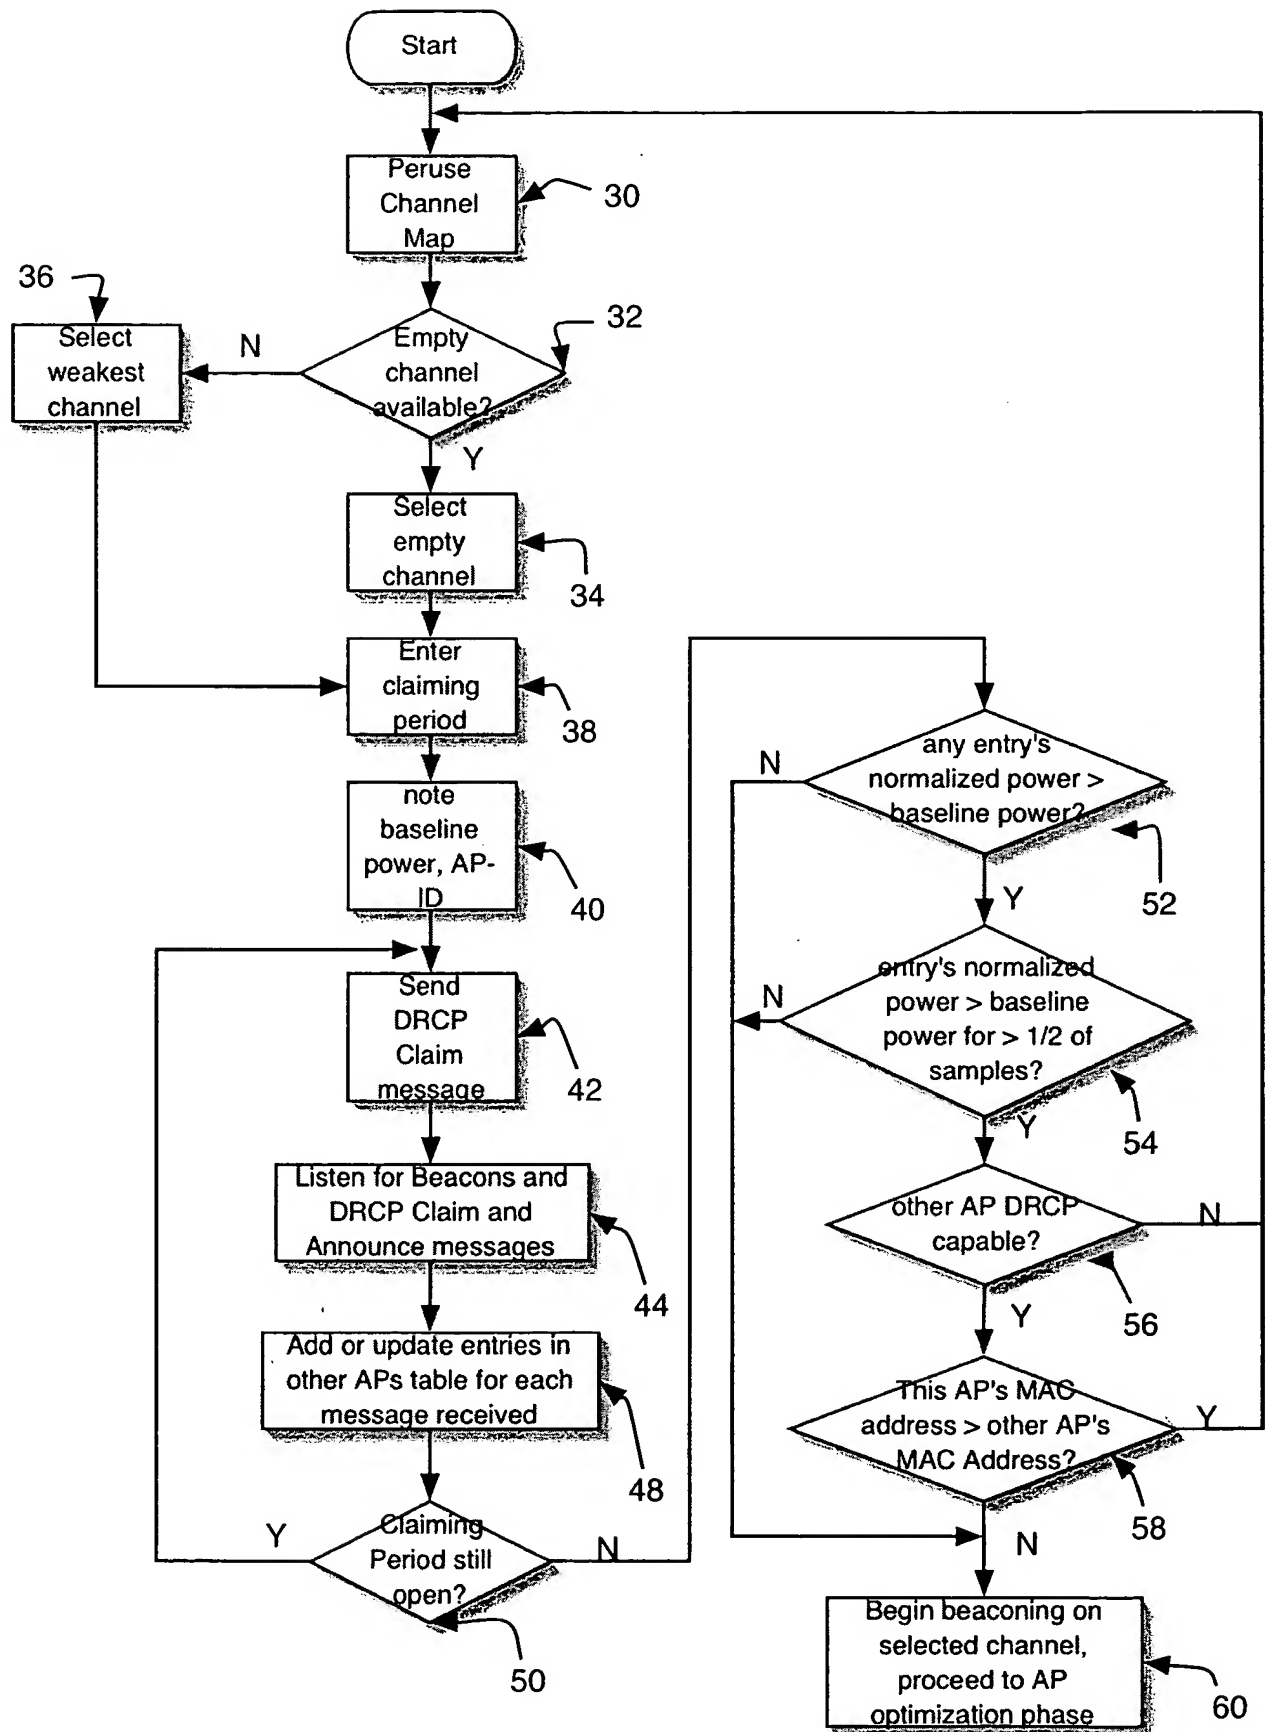 Start
Peruse
Channel
Map
30
36
32
Select
weakest
channel
N
Empty
channel
available?
Y
Select
empty
channel
34
Enter
claiming
period
38
note
baseline
power, AP-
ID
40
Send
DRCP
Claim
message
42
Listen for Beacons and
DRCP Claim and
Announce messages
44
Add or update entries in
other APs table for each
message received
48
Y
Claiming
Period still
open?
N
50
any entry's
normalized power >
baseline power?
N
52
Y
entry's normalized
power > baseline
power for > 1/2 of
samples?
N
54
Y
other AP DRCP
capable?
N
56
Y
This AP's MAC
address > other AP's
MAC Address?
Y
58
N
Begin beaconing on
selected channel,
proceed to AP
optimization phase
60